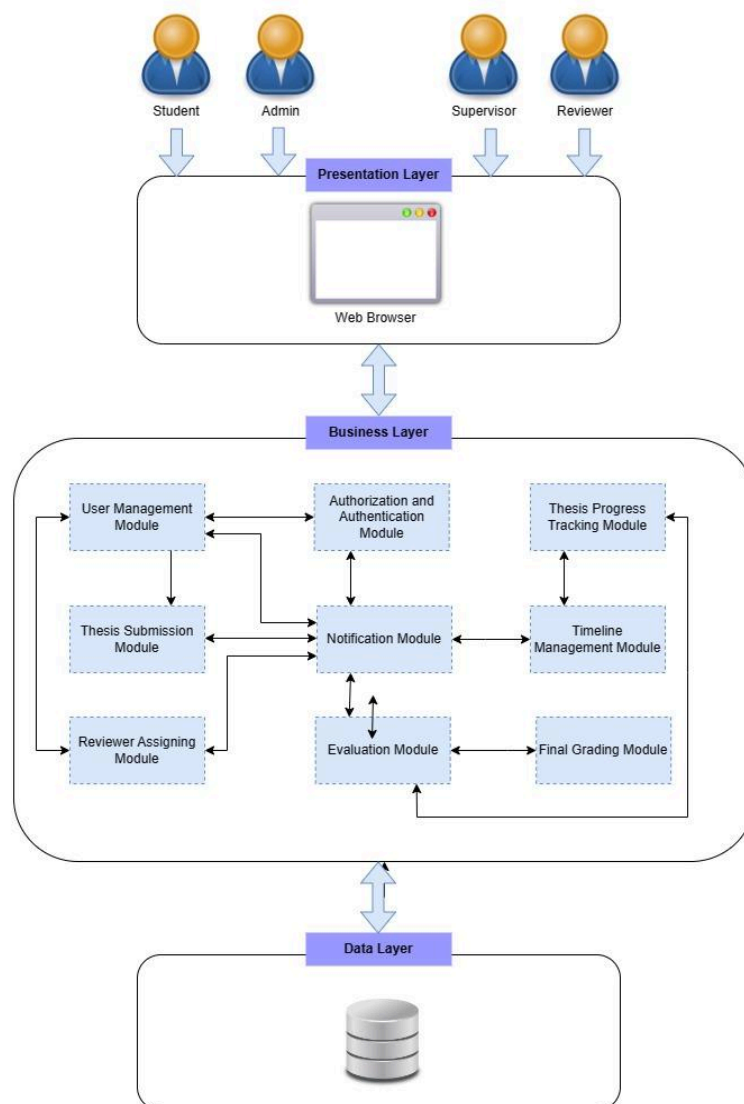 Student
Admin
Supervisor
Reviewer
Presentation Layer
Web Browser
Business Layer
User Management
Module
Authorization and
Authentication
Module
Thesis Progress
Tracking Module
Thesis Submission
Module
Notification Module
Timeline
Management Module
Reviewer Assigning
Module
Evaluation Module
Final Grading Module
Data Layer